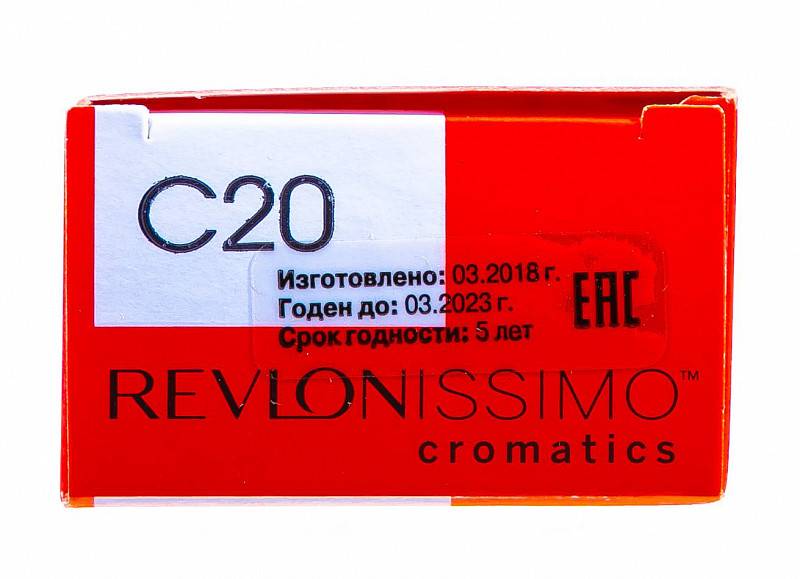 C20
Изготовлено: 03.2018 г.
Годен до: 03.2023 г.
Срок годности: 5 лет
EAC
REVLONISSIMO™
cromatics